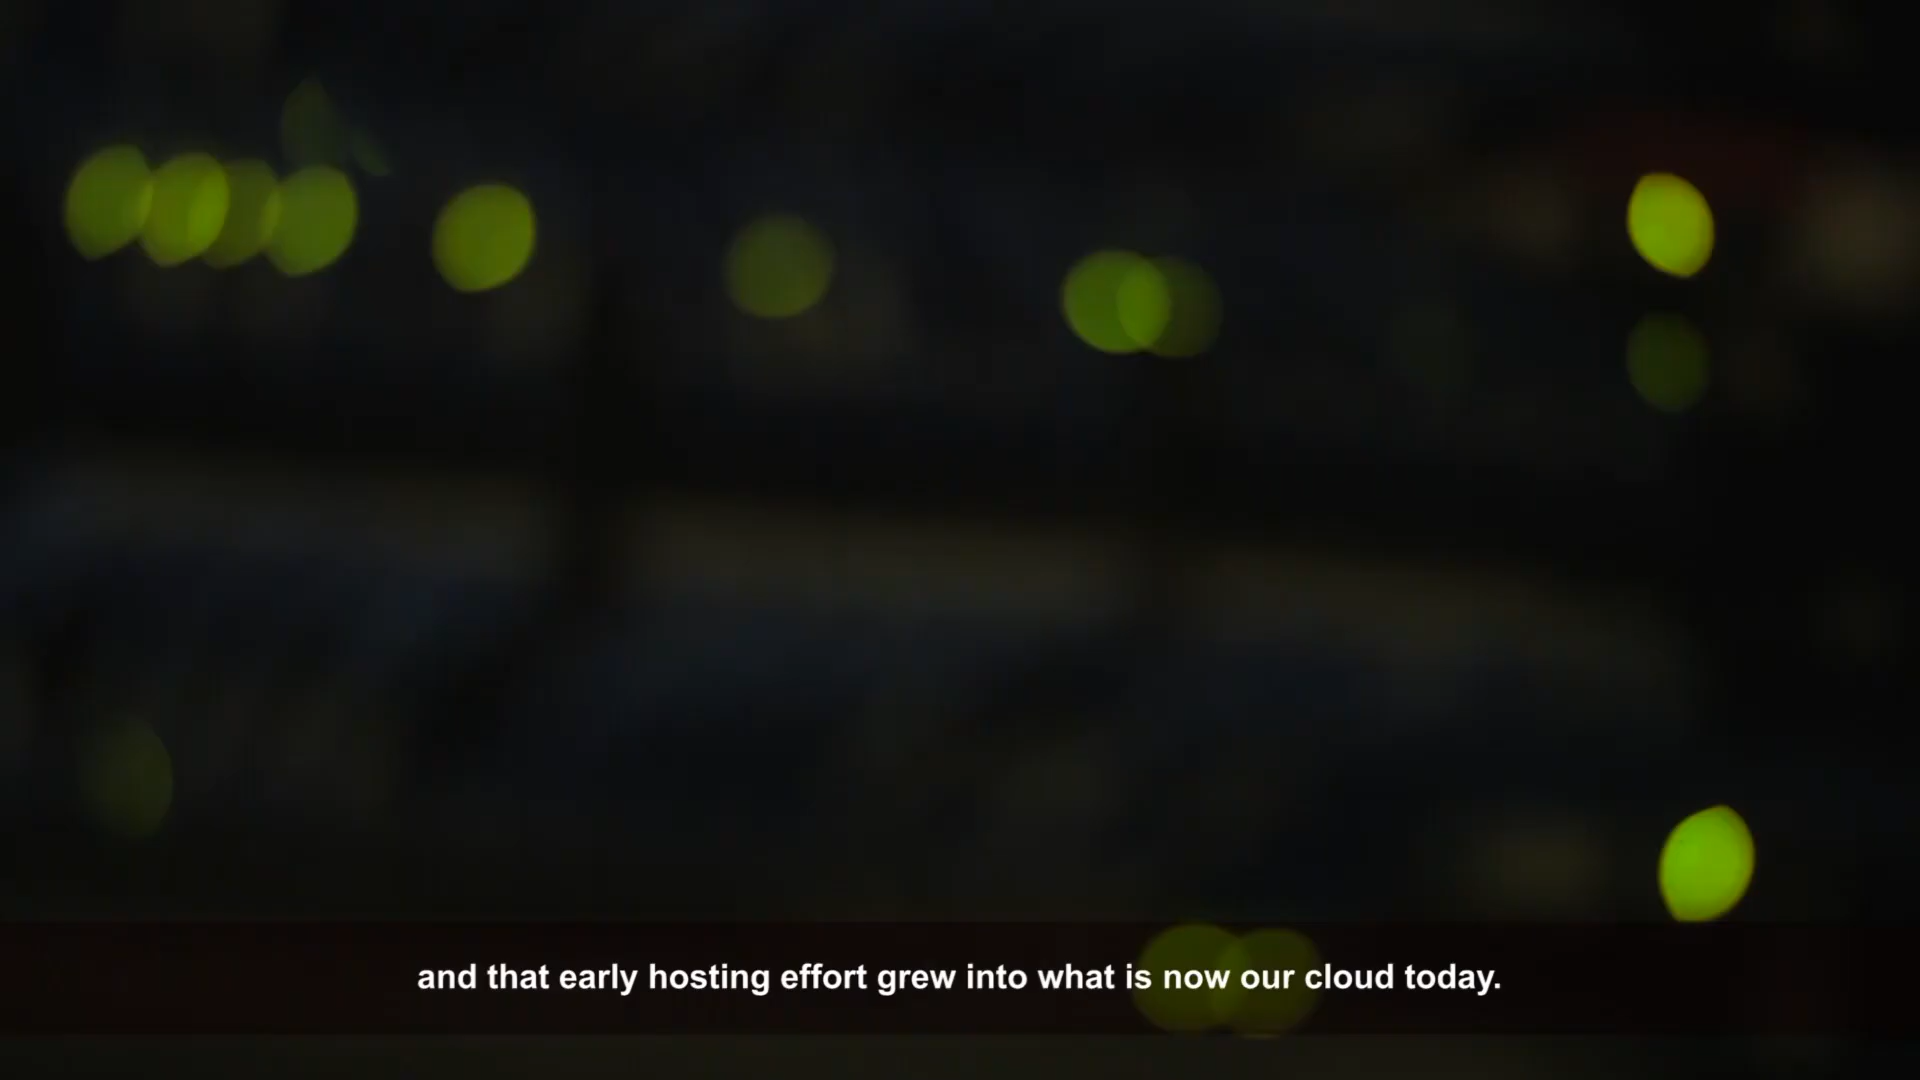 and that early hosting effort grew into what is now our cloud today.